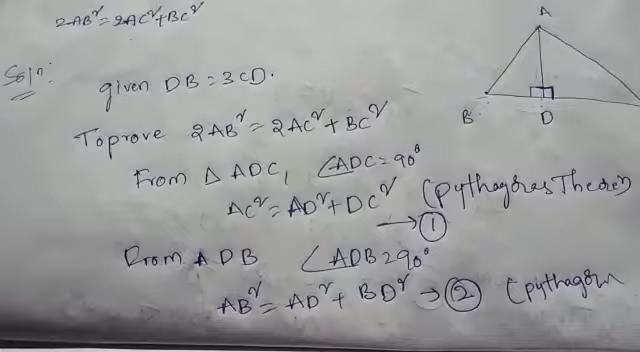 2AB² = 2AC² + BC²
Soln:
given DB = 3CD.
To prove 2AB² = 2AC² + BC²
From △ ADC, ∠ADC = 90°
AC² = AD² + DC² (Pythagoras Theorem)
→ ①
From △ ADB ∠ADB = 90°
AB² = AD² + BD² → ② (pythagoras
A
B
D